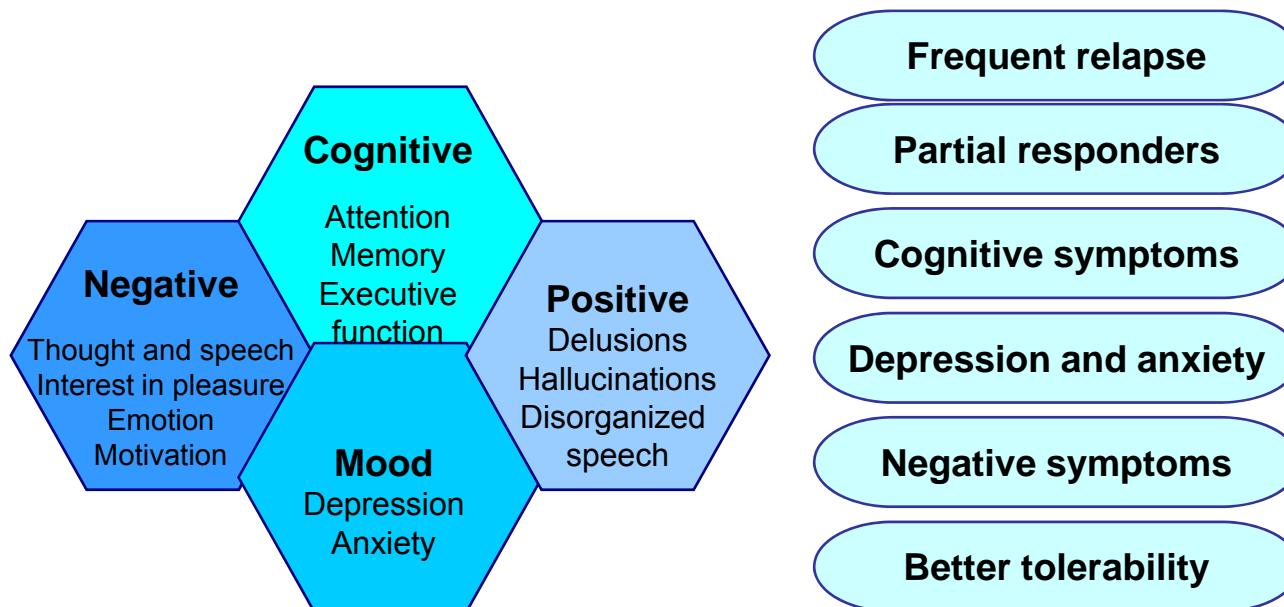 Cognitive
Attention
Memory
Executive
function
Negative
Thought and speech
Interest in pleasure
Emotion
Motivation
Positive
Delusions
Hallucinations
Disorganized
speech
Mood
Depression
Anxiety
Frequent relapse
Partial responders
Cognitive symptoms
Depression and anxiety
Negative symptoms
Better tolerability